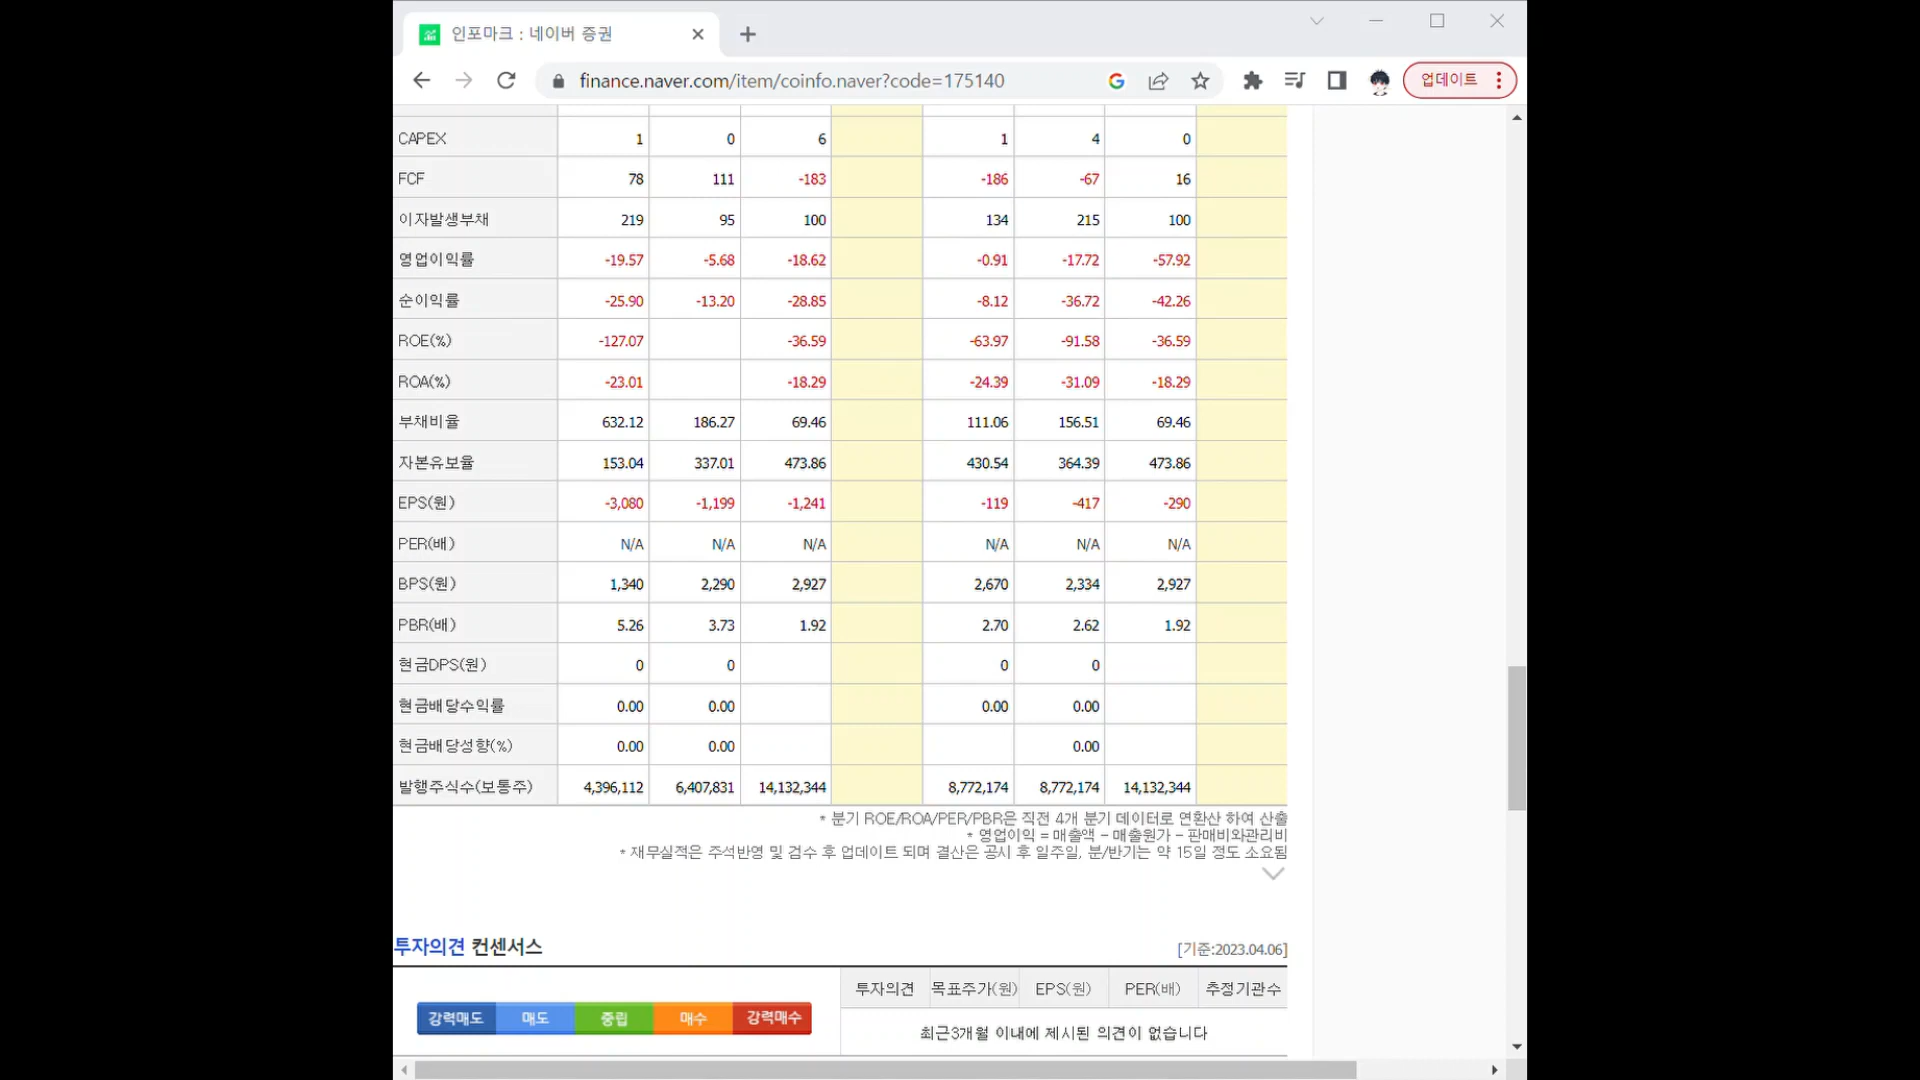 인포마크 : 네이버 증권
finance.naver.com/item/coinfo.naver?code=175140
업데이트
CAPEX 1 0 6 1 4 0
FCF 78 111 -183 -186 -67 16
이자발생부채 219 95 100 134 215 100
영업이익률 -19.57 -5.68 -18.62 -0.91 -17.72 -57.92
순이익률 -25.90 -13.20 -28.85 -8.12 -36.72 -42.26
ROE(%) -127.07 -36.59 -63.97 -91.58 -36.59
ROA(%) -23.01 -18.29 -24.39 -31.09 -18.29
부채비율 632.12 186.27 69.46 111.06 156.51 69.46
자본유보율 153.04 337.01 473.86 430.54 364.39 473.86
EPS(원) -3,080 -1,199 -1,241 -119 -417 -290
PER(배) N/A N/A N/A N/A N/A N/A
BPS(원) 1,340 2,290 2,927 2,670 2,334 2,927
PBR(배) 5.26 3.73 1.92 2.70 2.62 1.92
현금DPS(원) 0 0 0 0
현금배당수익률 0.00 0.00 0.00 0.00
현금배당성향(%) 0.00 0.00 0.00
발행주식수(보통주) 4,396,112 6,407,831 14,132,344 8,772,174 8,772,174 14,132,344
* 분기 ROE/ROA/PER/PBR은 직전 4개 분기 데이터로 연환산 하여 산출
* 영업이익 = 매출액 - 매출원가 - 판매비와관리비
* 재무실적은 주석반영 및 검수 후 업데이트 되며 결산은 공시 후 일주일, 분/반기는 약 15일 정도 소요됨
투자의견 컨센서스 [기준:2023.04.06]
투자의견 목표주가(원) EPS(원) PER(배) 추정기관수
강력매도 매도 중립 매수 강력매수
최근3개월 이내에 제시된 의견이 없습니다